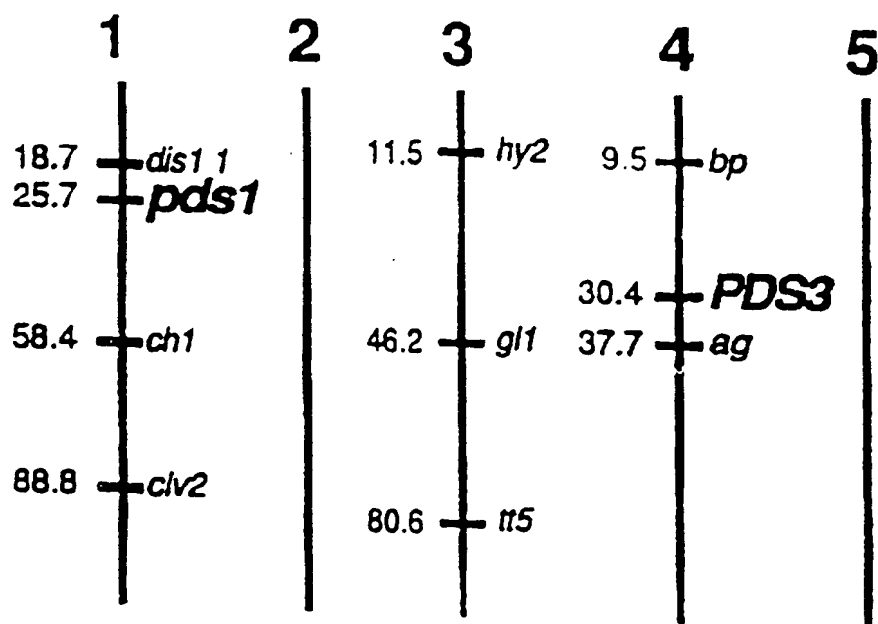 1 2 3 4 5
18.7 dis1 1 11.5 hy2 9.5 bp
25.7 pds1
30.4 PDS3
58.4 ch1 46.2 gl1 37.7 ag
88.8 clv2
80.6 tt5